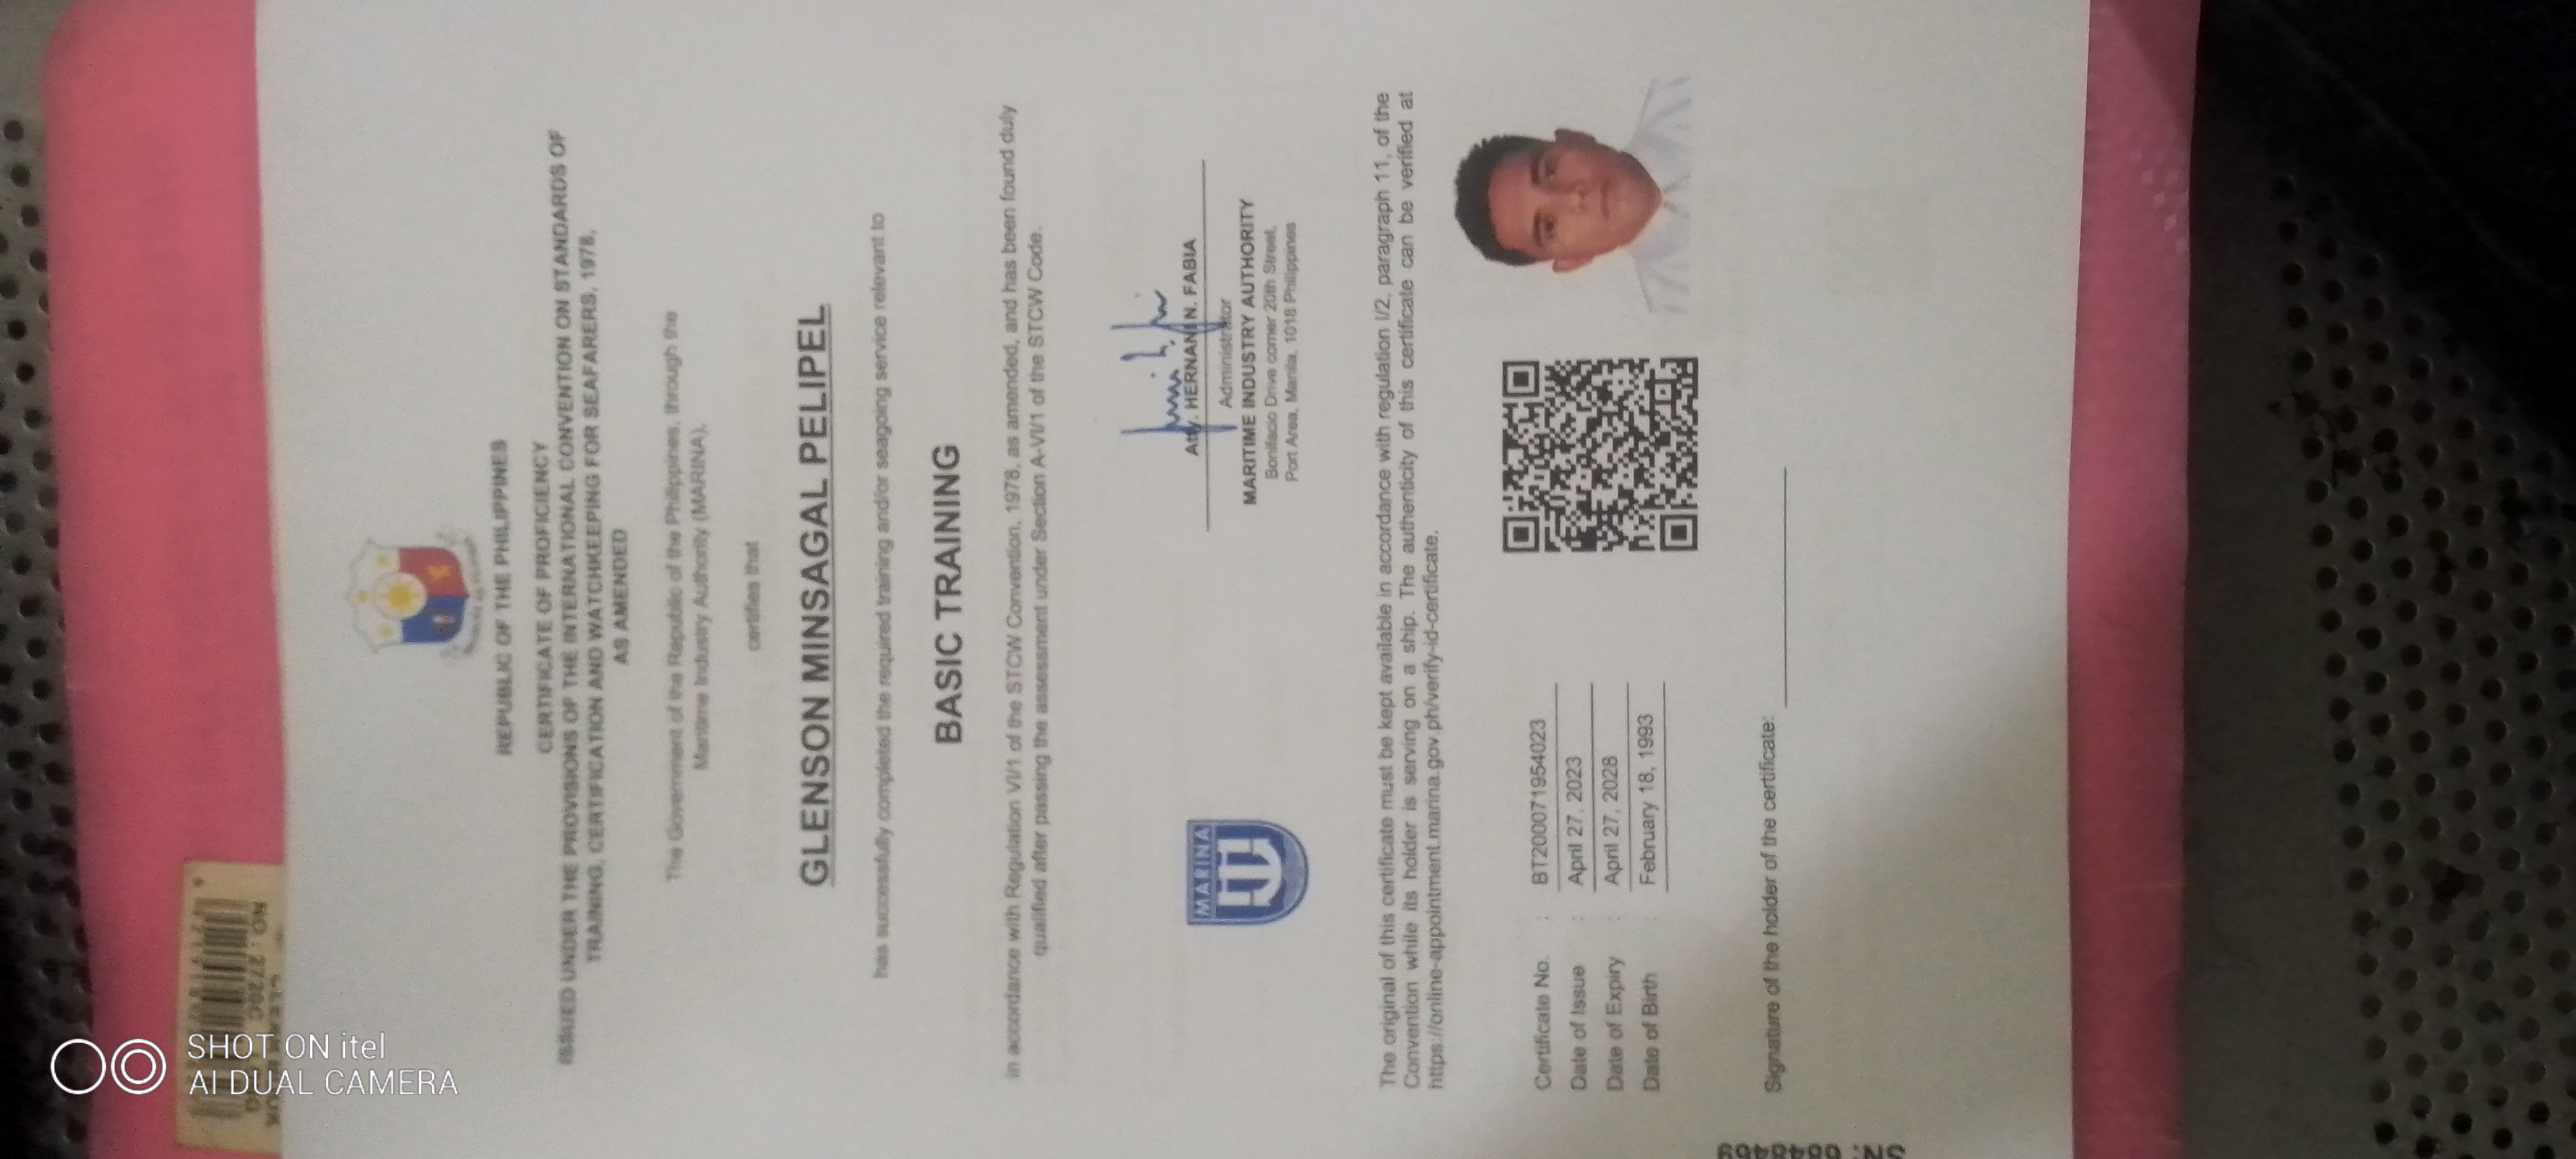 REPUBLIC OF THE PHILIPPINES
CERTIFICATE OF PROFICIENCY
ISSUED UNDER THE PROVISIONS OF THE INTERNATIONAL CONVENTION ON STANDARDS OF
TRAINING, CERTIFICATION AND WATCHKEEPING FOR SEAFARERS, 1978,
AS AMENDED
The Government of the Republic of the Philippines, through the
Maritime Industry Authority (MARINA),
certifies that
GLENSON MINSAGAL PELIPEL
has successfully completed the required training and/or seagoing service relevant to
BASIC TRAINING
in accordance with Regulation VI/1 of the STCW Convention, 1978, as amended, and has been found duly
qualified after passing the assessment under Section A-VI/1 of the STCW Code.
MARINA
Atty. HERNANI N. FABIA
Administrator
MARITIME INDUSTRY AUTHORITY
Bonifacio Drive corner 20th Street,
Port Area, Manila, 1018 Philippines
The original of this certificate must be kept available in accordance with regulation I/2, paragraph 11, of the
Convention while its holder is serving on a ship. The authenticity of this certificate can be verified at
https://online-appointment.marina.gov.ph/verify-id-certificate.
Certificate No. : BT2000719540​23
Date of Issue : April 27, 2023
Date of Expiry : April 27, 2028
Date of Birth : February 18, 1993
Signature of the holder of the certificate:
SHOT ON itel
AI DUAL CAMERA